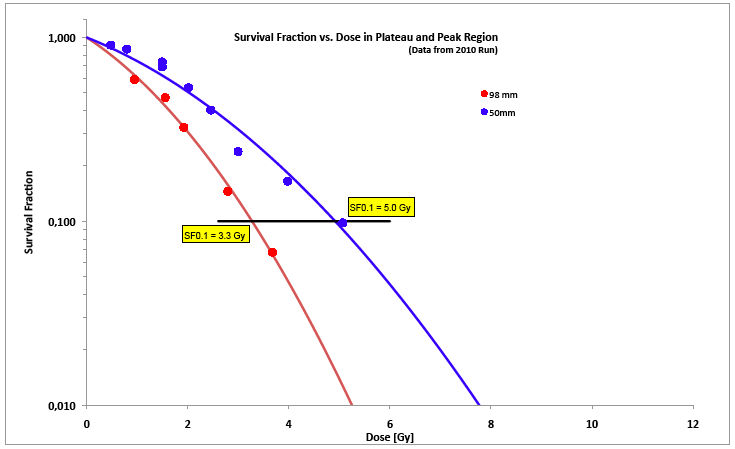 Survival Fraction vs. Dose in Plateau and Peak Region
(Data from 2010 Run)
98 mm
50mm
Survival Fraction
1,000
0,100
0,010
SF0.1 = 5.0 Gy
SF0.1 = 3.3 Gy
0 2 4 6 8 10 12
Dose [Gy]